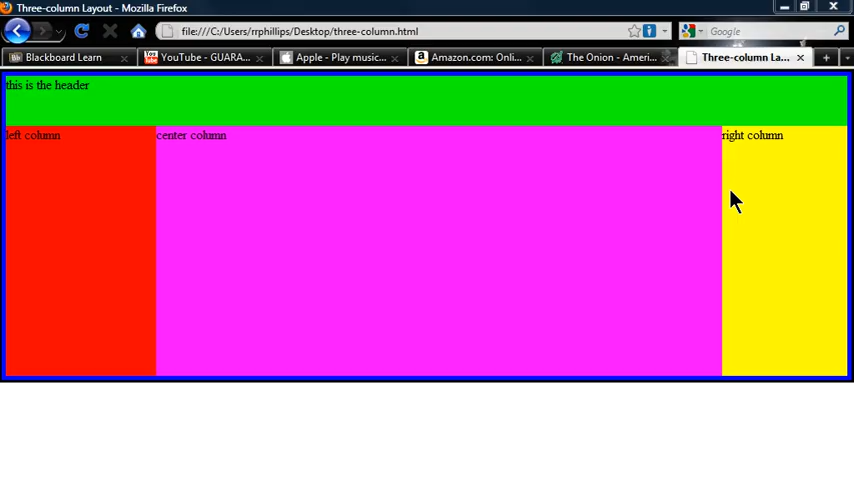 Three-column Layout - Mozilla Firefox
file:///C:/Users/rrphillips/Desktop/three-column.html
Google
Blackboard Learn
YouTube - GUARA...
Apple - Play music...
Amazon.com: Onli...
The Onion - Ameri...
Three-column La...
this is the header
left column
center column
right column